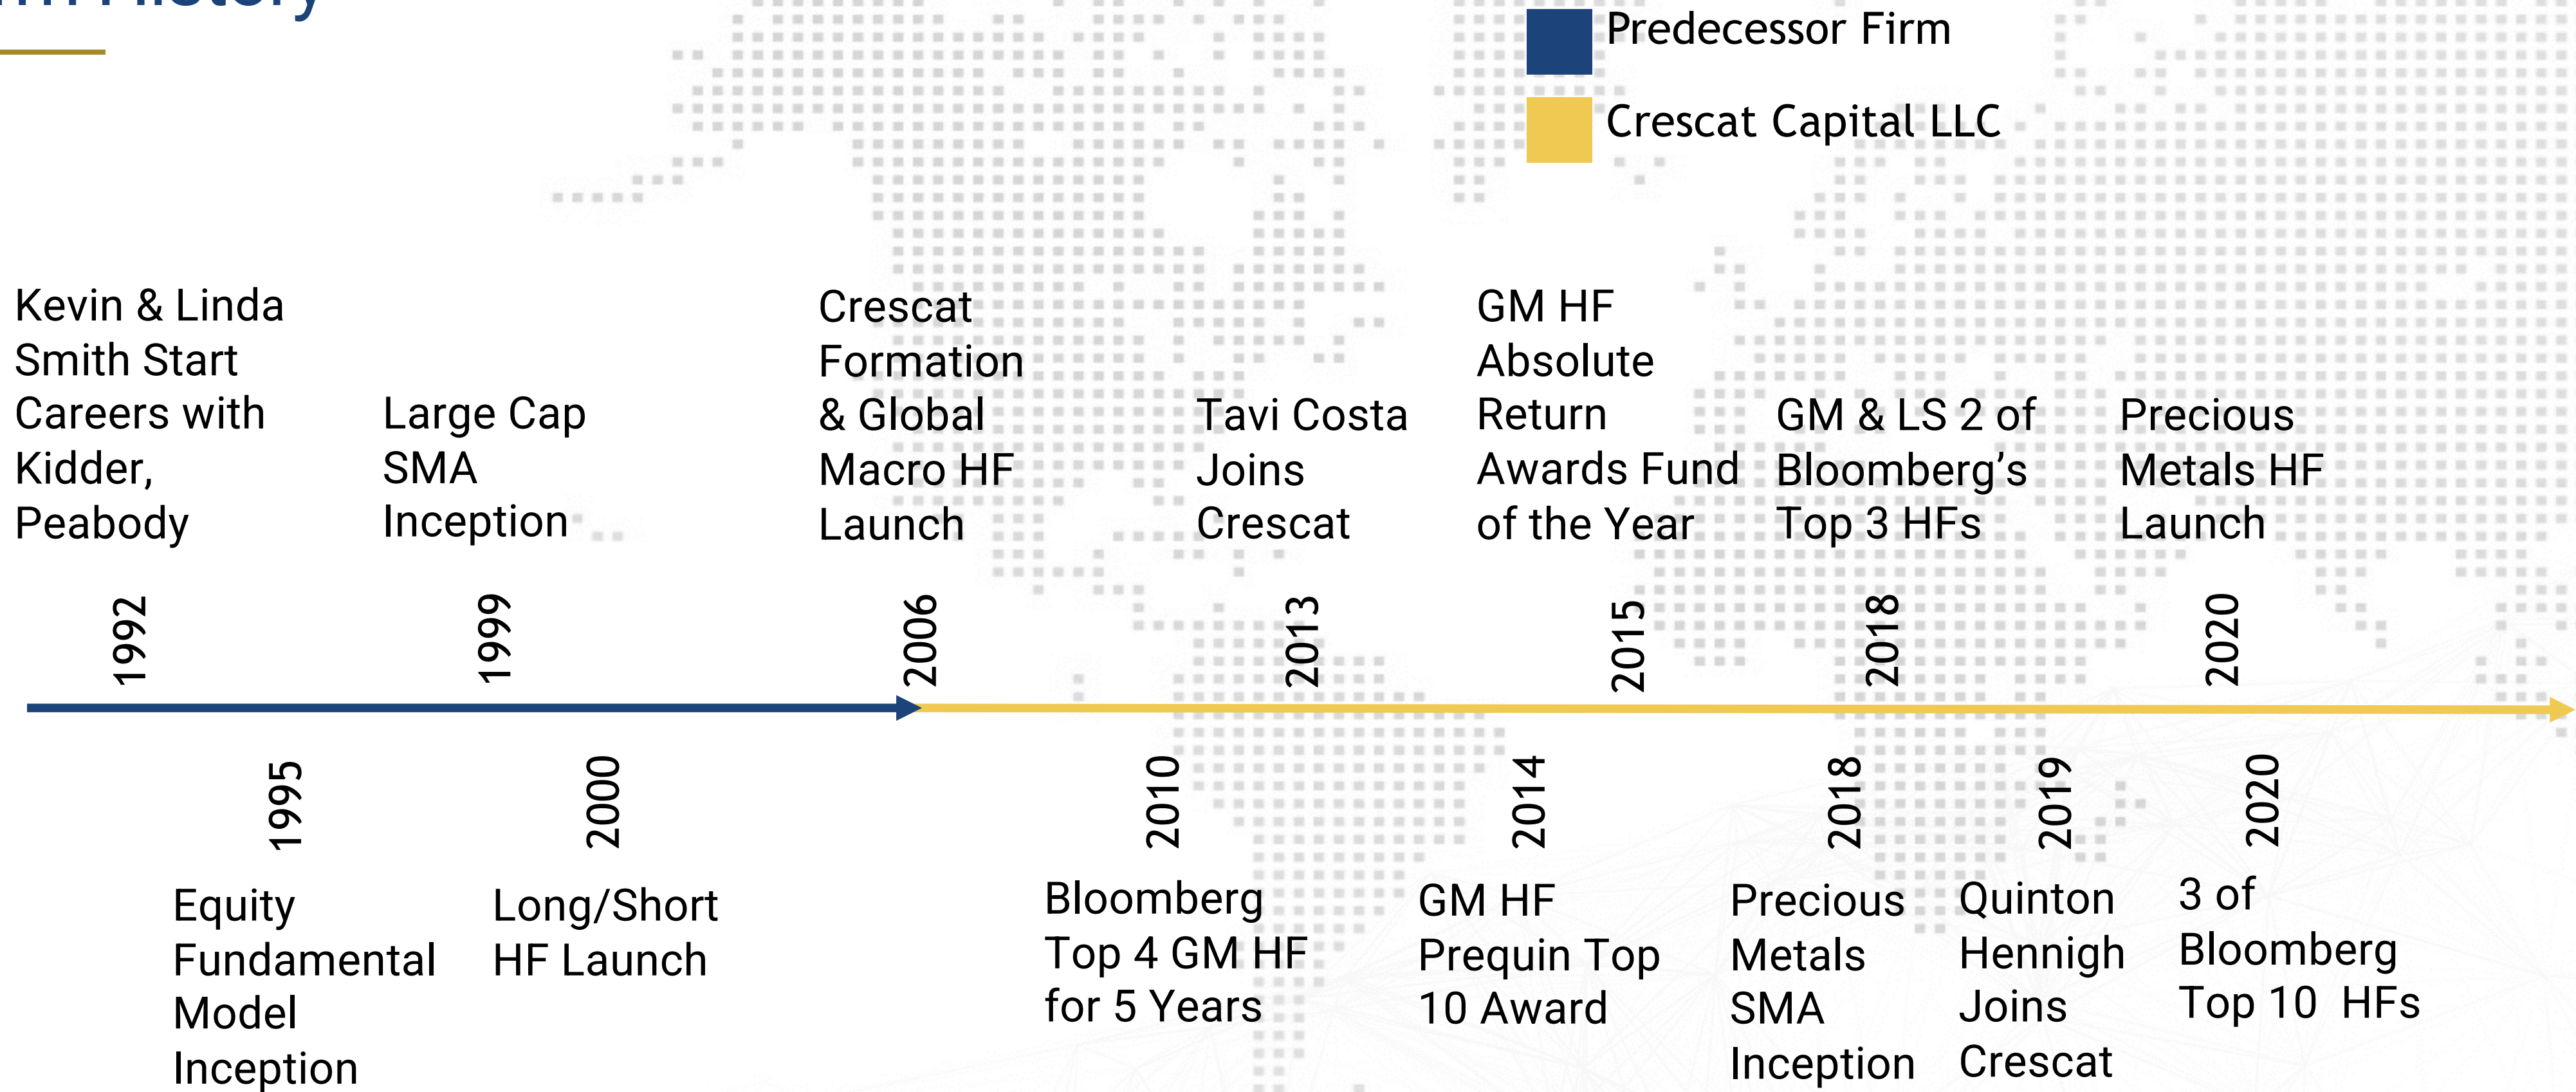 History
Predecessor Firm
Crescat Capital LLC
Kevin & Linda
Smith Start
Careers with
Kidder,
Peabody
Large Cap
SMA
Inception
Crescat
Formation
& Global
Macro HF
Launch
Tavi Costa
Joins
Crescat
GM HF
Absolute
Return
Awards Fund
of the Year
GM & LS 2 of
Bloomberg’s
Top 3 HFs
Precious
Metals HF
Launch
1992
1999
2006
2013
2015
2018
2020
1995
2000
2010
2014
2018
2019
2020
Equity
Fundamental
Model
Inception
Long/Short
HF Launch
Bloomberg
Top 4 GM HF
for 5 Years
GM HF
Prequin Top
10 Award
Precious
Metals
SMA
Inception
Quinton
Hennigh
Joins
Crescat
3 of
Bloomberg
Top 10 HFs